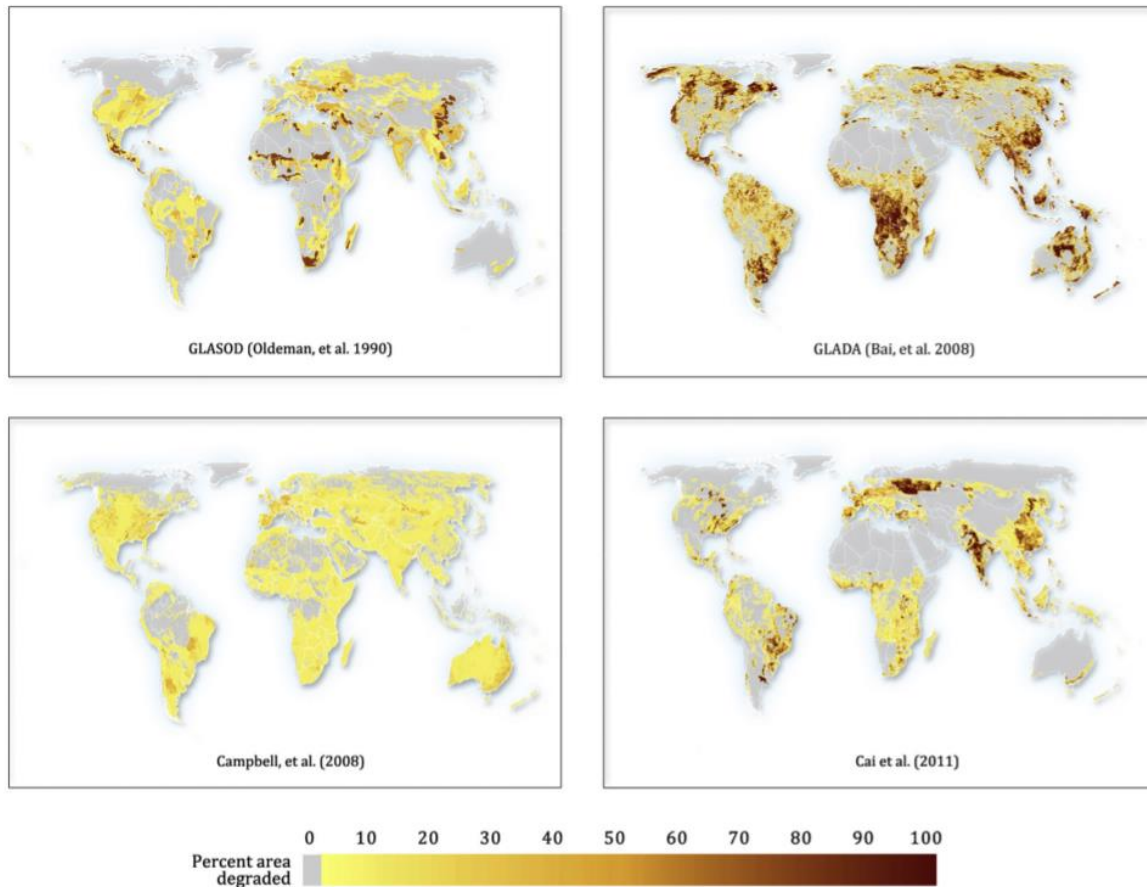 GLASOD (Oldeman, et al. 1990)
GLADA (Bai, et al. 2008)
Campbell, et al. (2008)
Cai et al. (2011)
0 10 20 30 40 50 60 70 80 90 100
Percent area
degraded